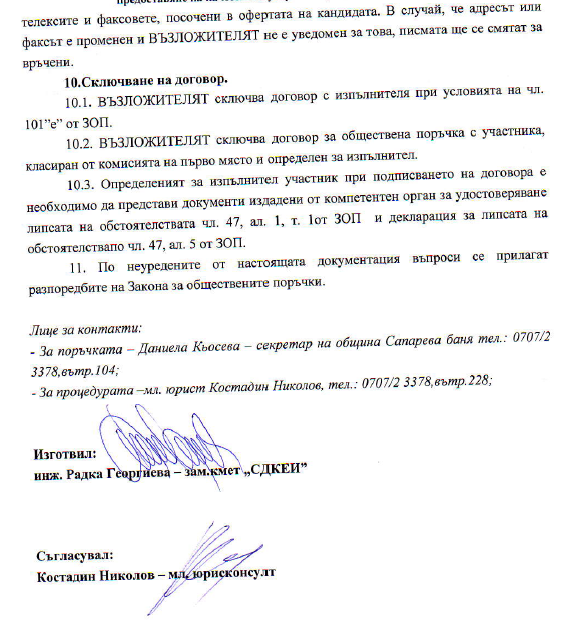 телексите и факсовете, посочени в офертата на кандидата. В случай, че адресът или
факсът е променен и ВЪЗЛОЖИТЕЛЯТ не е уведомен за това, писмата ще се смятат за
връчени.
10.Сключване на договор.
10.1. ВЪЗЛОЖИТЕЛЯТ сключва договор с изпълнителя при условията на чл.
101”е” от ЗОП.
10.2. ВЪЗЛОЖИТЕЛЯТ сключва договор за обществена поръчка с участника,
класиран от комисията на първо място и определен за изпълнител.
10.3. Определеният за изпълнител участник при подписването на договора е
необходимо да представи документи издадени от компетентен орган за удостоверяване
липсата на обстоятелствата чл. 47, ал. 1, т. 1от ЗОП и декларация за липсата на
обстоятелствапо чл. 47, ал. 5 от ЗОП.
11. По неуредените от настоящата документация въпроси се прилагат
разпоредбите на Закона за обществените поръчки.
Лице за контакти:
- За поръчката – Даниела Кьосева – секретар на община Сапарева баня тел.: 0707/2
3378,вътр.104;
- За процедурата –мл. юрист Костадин Николов, тел.: 0707/2 3378,вътр.228;
Изготвил:
инж. Радка Георгиева – зам.кмет „СДКЕИ”
Съгласувал:
Костадин Николов – мл. юрисконсулт